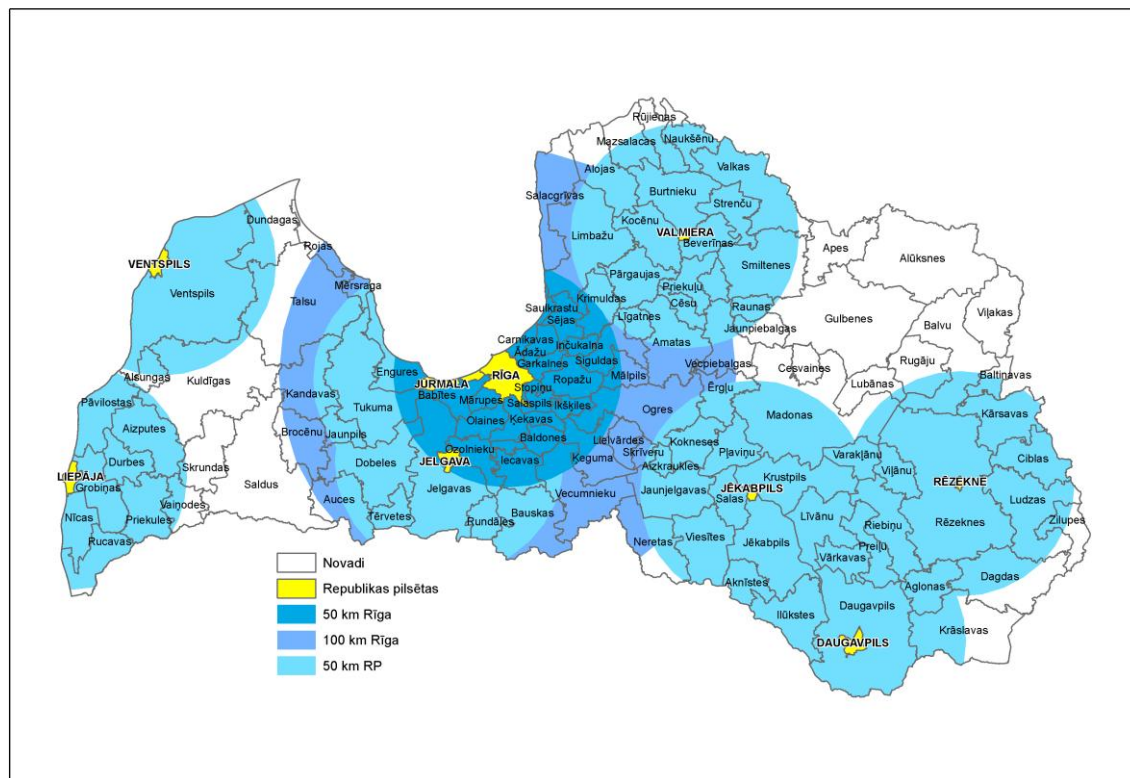 Rūjienas
Mazsalacas
Naukšēnu
Alojas
Valkas
Salacgrīvas
Burtnieku
Strenču
Dundagas
Kocēnu
VALMIERA
Limbažu
Beverīnas
Rojas
Apes
Alūksnes
VENTSPILS
Pārgaujas
Smiltenes
Mērsraga
Ventspils
Talsu
Priekuļu
Krimuldas
Cēsu
Raunas
Saulkrastu
Sējas
Līgatnes
Gulbenes
Viļakas
Jaunpiebalgas
Balvu
Carnikavas
Inčukalna
Amatas
Ādažu
Garkalnes
Siguldas
Vecpiebalgas
Rugāju
Engures
Cesvaines
Alsungas
Kuldīgas
RĪGA
Mālpils
Baltinavas
JŪRMALA
Ropažu
Ērgļu
Lubānas
Babītes
Stopiņu
Kandavas
Mārupes
Salaspils
Ikšķiles
Pāvilostas
Tukuma
Ogres
Madonas
Kārsavas
Olaines
Ķekavas
Aizputes
Brocēnu
Jaunpils
Baldones
Lielvārdes
Kokneses
Durbes
Ozolnieku
Skrīveru
Pļaviņu
Varakļānu
Ciblas
JELGAVA
Iecavas
Ķeguma
Aizkraukles
Viļānu
Skrundas
Dobeles
LIEPĀJA
Krustpils
Grobiņas
Saldus
Jelgavas
Vecumnieku
Jaunjelgavas
JĒKABPILS
RĒZEKNE
Salas
Ludzas
Auces
Vaiņodes
Nīcas
Tērvetes
Bauskas
Līvānu
Riebiņu
Rēzeknes
Zilupes
Priekules
Rundāles
Rucavas
Neretas
Viesītes
Jēkabpils
Preiļu
Vārkavas
Dagdas
Aknīstes
Aglonas
Ilūkstes
Daugavpils
Krāslavas
DAUGAVPILS
Novadi
Republikas pilsētas
50 km Rīga
100 km Rīga
50 km RP